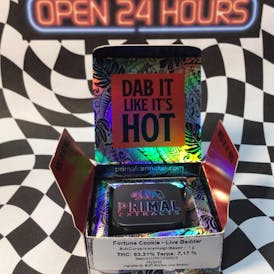 OPEN 24 HOURS
DAB IT
LIKE IT'S
HOT
primalcannabis.com
PRIMAL
EXTRACTS
Fortune Cookie - Live Badder
THC: 63.31% Terps: 7.17 %